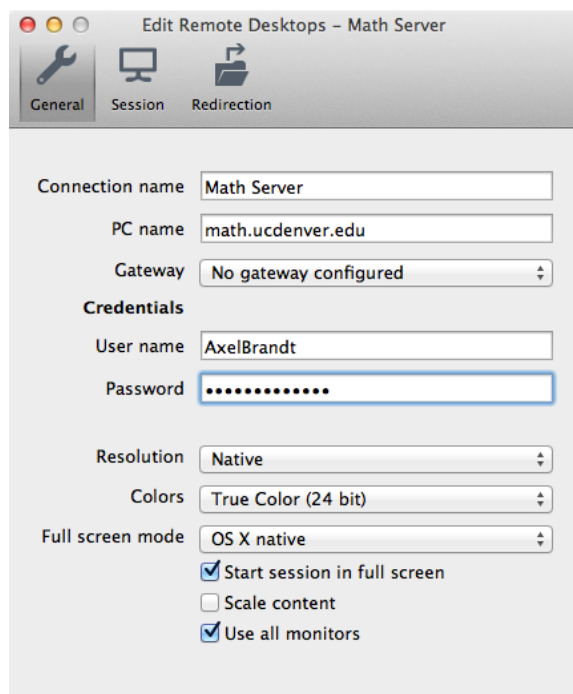 Edit Remote Desktops – Math Server
General Session Redirection
Connection name Math Server
PC name math.ucdenver.edu
Gateway No gateway configured
Credentials
User name AxelBrandt
Password •••••••••••••
Resolution Native
Colors True Color (24 bit)
Full screen mode OS X native
Start session in full screen
Scale content
Use all monitors